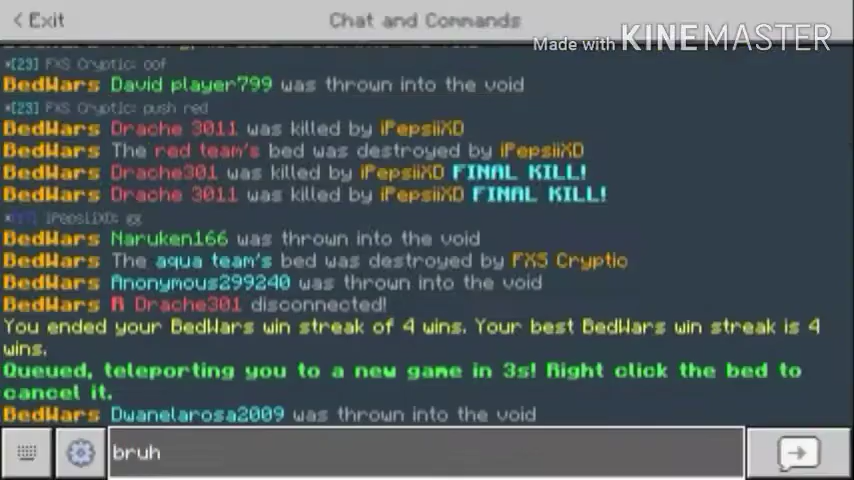 < Exit
Chat and Commands
Made with KINEMASTER
*[23] FXS Cryptic: oof
BedWars David player799 was thrown into the void
*[23] FXS Cryptic: push red
BedWars Drache 3011 was killed by iPepsiiXD
BedWars The red team's bed was destroyed by iPepsiiXD
BedWars Drache301 was killed by iPepsiiXD FINAL KILL!
BedWars Drache 3011 was killed by iPepsiiXD FINAL KILL!
iPepsiiXD: gg
BedWars Naruken166 was thrown into the void
BedWars The aqua team's bed was destroyed by FXS Cryptic
BedWars Anonymous299240 was thrown into the void
BedWars R Drache301 disconnected!
You ended your BedWars win streak of 4 wins. Your best BedWars win streak is 4
wins.
Queued, teleporting you to a new game in 3s! Right click the bed to
cancel it.
BedWars Dwanelarosa2009 was thrown into the void
bruh